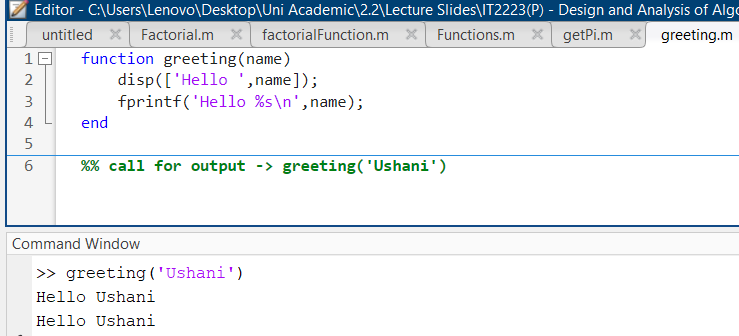 Editor - C:\Users\Lenovo\Desktop\Uni Academic\2.2\Lecture Slides\IT2223(P) - Design and Analysis of Algo
untitled × Factorial.m × factorialFunction.m × Functions.m × getPi.m × greeting.m
1 function greeting(name)
2 disp(['Hello ',name]);
3 fprintf('Hello %s\n',name);
4 end
5
6 %% call for output -> greeting('Ushani')
Command Window
>> greeting('Ushani')
Hello Ushani
Hello Ushani